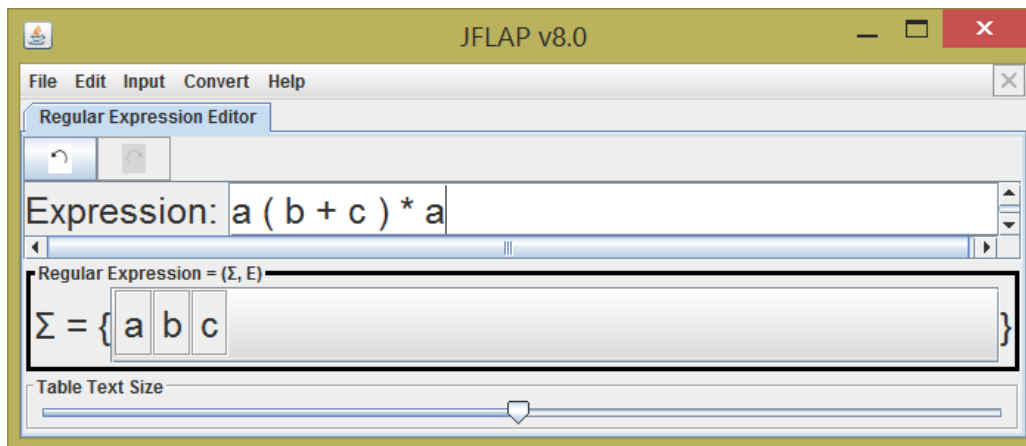 JFLAP v8.0
File Edit Input Convert Help
Regular Expression Editor
Expression: a ( b + c ) * a
Regular Expression = (Σ, E)
Σ = { a b c }
Table Text Size